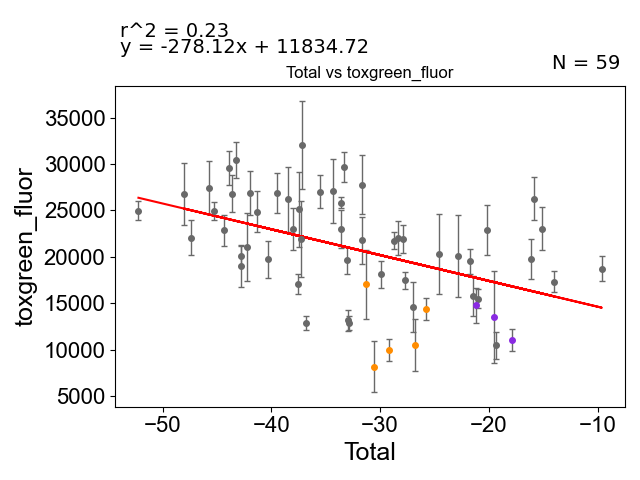 r^2 = 0.23
y = -278.12x + 11834.72
N = 59
Total vs toxgreen_fluor
35000
30000
25000
20000
15000
10000
5000
toxgreen_fluor
−50
−40
−30
−20
−10
Total